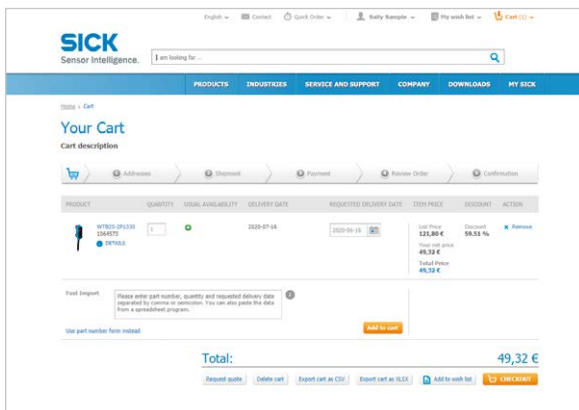 English Contact Quick Order Sally Sample My wish list Cart (1)
SICK
Sensor Intelligence.
I am looking for ...
PRODUCTS INDUSTRIES SERVICE AND SUPPORT COMPANY DOWNLOADS MY SICK
Home Cart
Your Cart
Cart description
Addresses Shipment Payment Review Order Confirmation
PRODUCT QUANTITY USUAL AVAILABILITY DELIVERY DATE REQUESTED DELIVERY DATE ITEM PRICE DISCOUNT ACTION
1 2020-07-16 2020-06-16 List Price Discount Remove
1064573 121,80 € 59.51 %
DETAILS
Your net price
49,32 €
Total Price
49,32 €
Fast Import
Please enter part number, quantity and requested delivery date
separated by comma or semicolon. You can also paste the data
from a spreadsheet program.
Use part number form instead
Add to cart
Total: 49,32 €
Request quote Delete cart Export cart as CSV Export cart as XLSX Add to wish list CHECKOUT